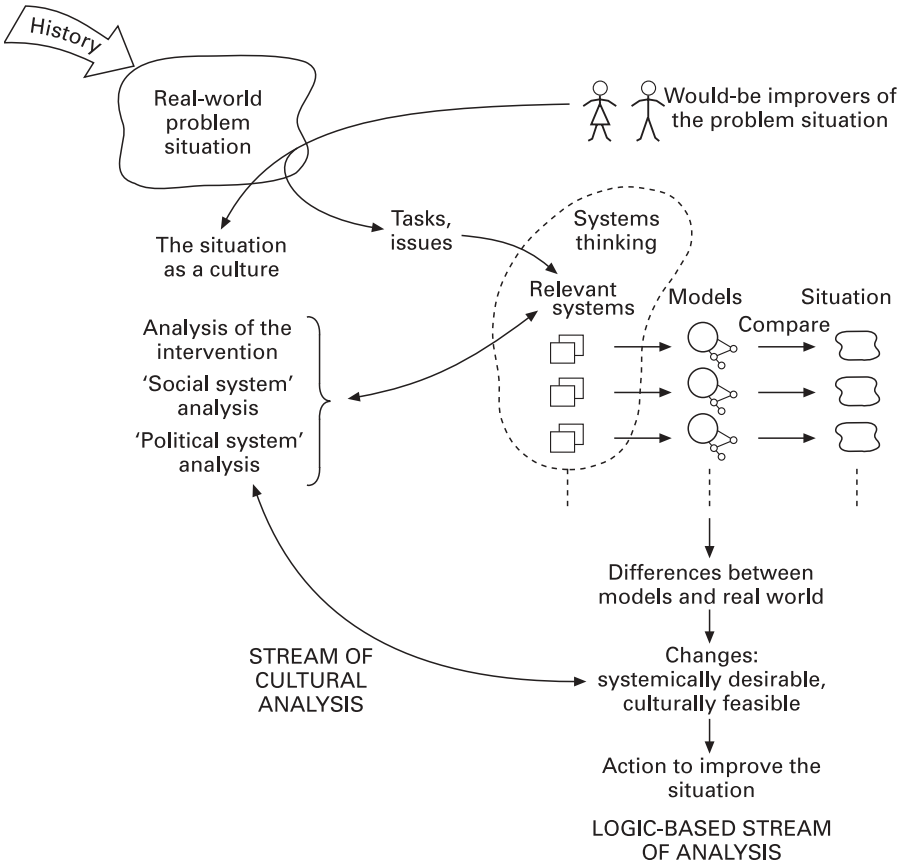 History
Real-world
problem
situation
Would-be improvers of
the problem situation
The situation
as a culture
Tasks,
issues
Systems
thinking
Relevant
systems
Models
Compare
Situation
Analysis of the
intervention
‘Social system’
analysis
‘Political system’
analysis
Differences between
models and real world
STREAM OF
CULTURAL
ANALYSIS
Changes:
systemically desirable,
culturally feasible
Action to improve the
situation
LOGIC-BASED STREAM
OF ANALYSIS